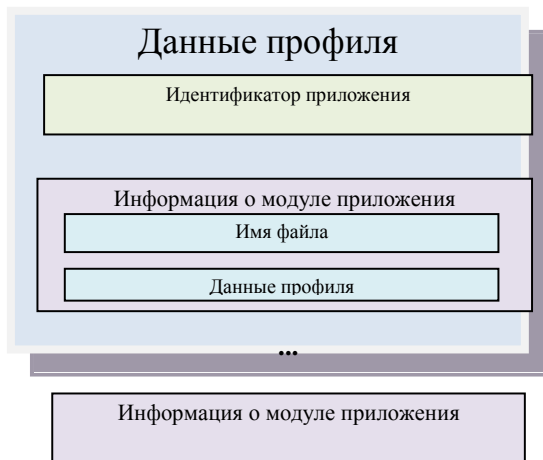 Данные профиля
Идентификатор приложения
Информация о модуле приложения
Имя файла
Данные профиля
...
Информация о модуле приложения